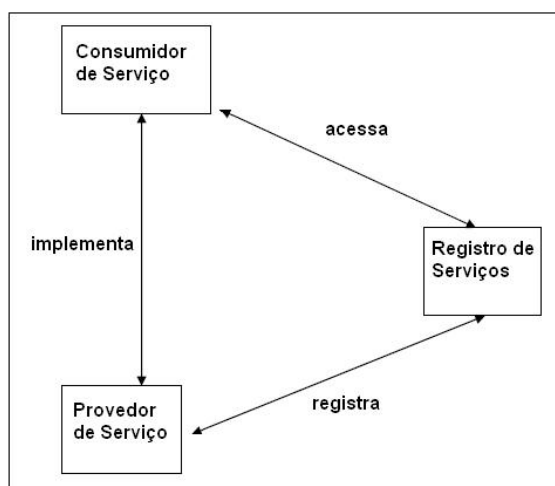 Consumidor
de Serviço
acessa
implementa
Registro de
Serviços
registra
Provedor
de Serviço